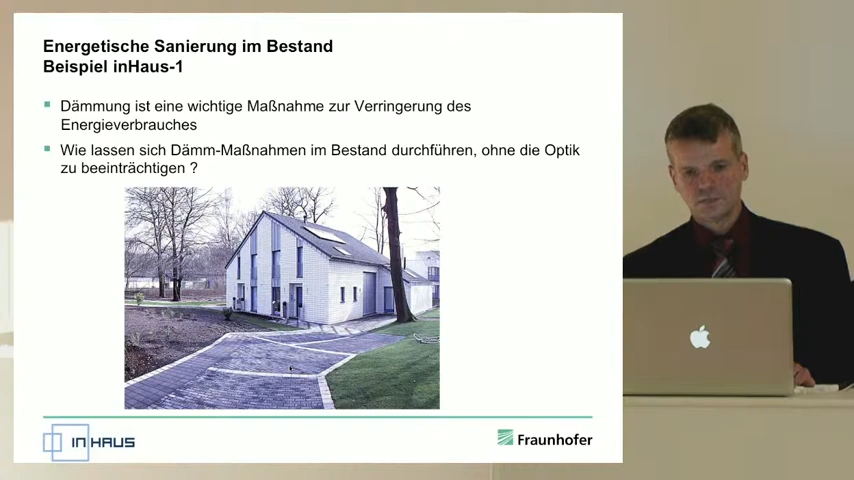 Energetische Sanierung im Bestand
Beispiel inHaus-1
Dämmung ist eine wichtige Maßnahme zur Verringerung des
Energieverbrauches
Wie lassen sich Dämm-Maßnahmen im Bestand durchführen, ohne die Optik
zu beeinträchtigen ?
INHAUS
Fraunhofer